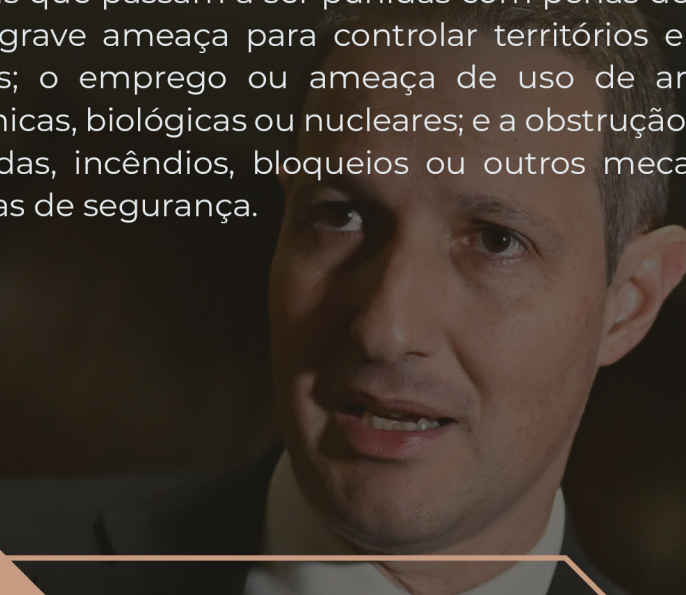 que passam a ser punidas com penas de
grave ameaça para controlar territórios e
s; o emprego ou ameaça de uso de ar
nicas, biológicas ou nucleares; e a obstrução
das, incêndios, bloqueios ou outros meca
as de segurança.